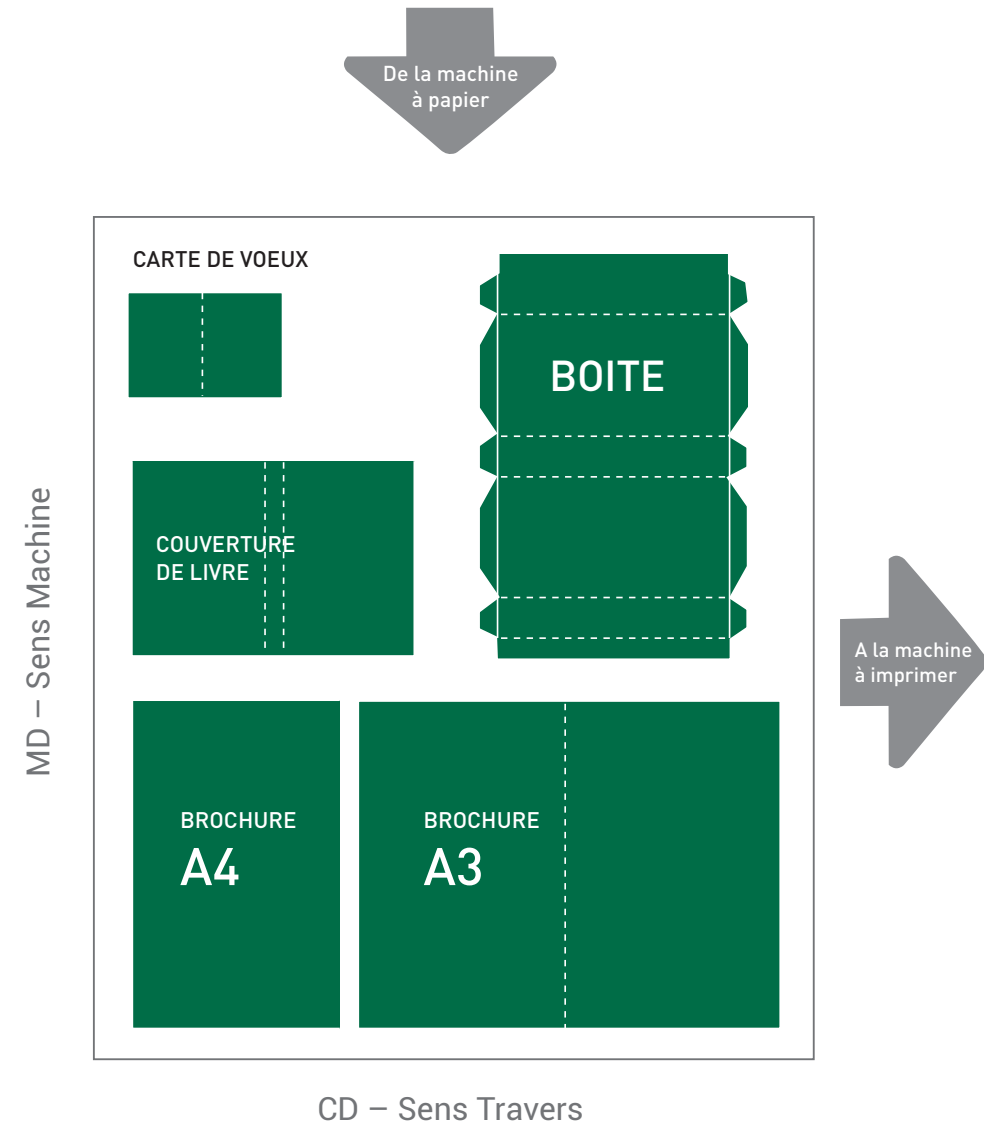 De la machine
à papier
CARTE DE VOEUX
BOITE
COUVERTURE
DE LIVRE
MD – Sens Machine
A la machine
à imprimer
BROCHURE
A4
BROCHURE
A3
CD – Sens Travers